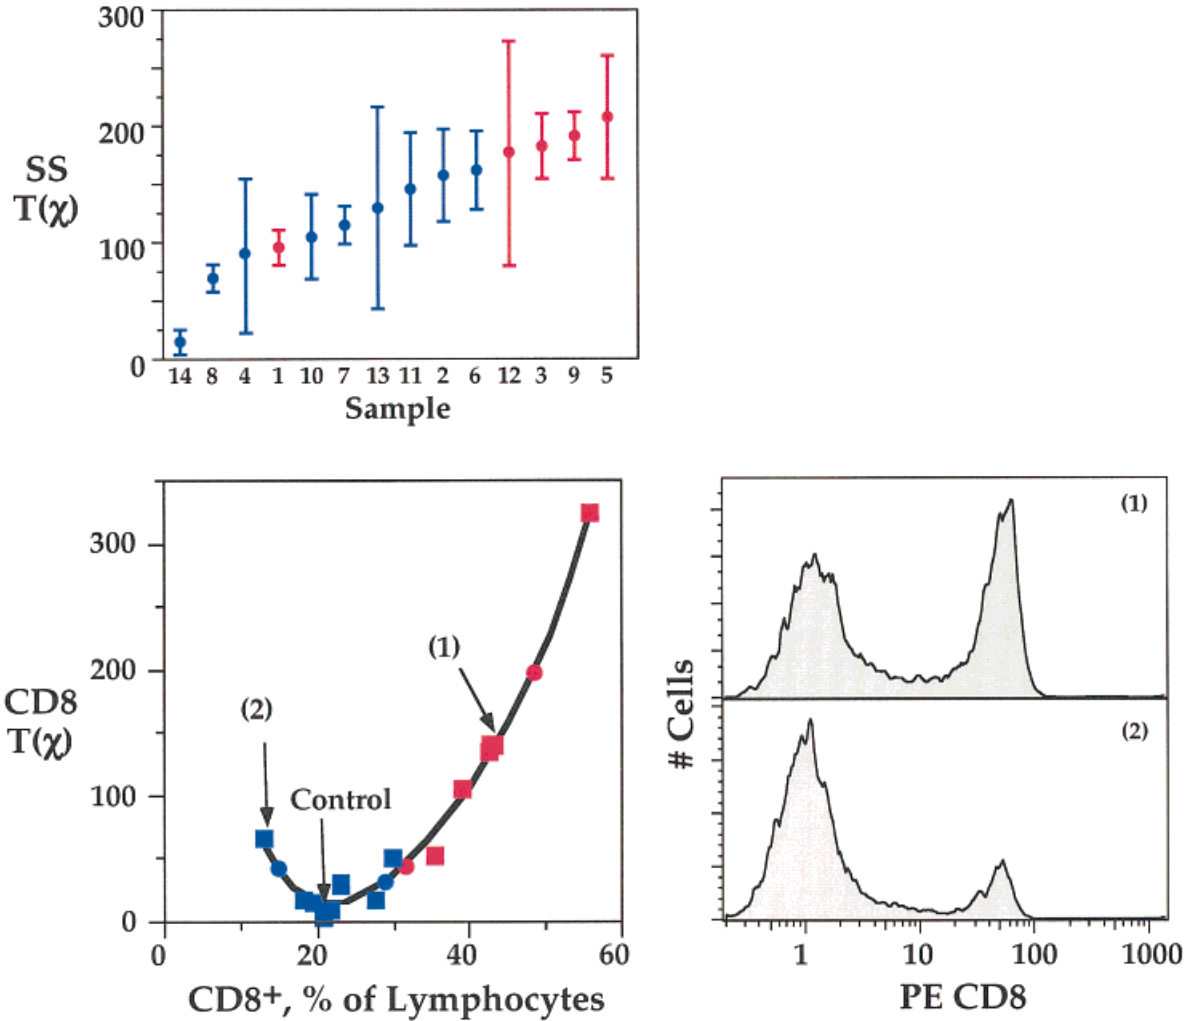 300
200
100
0
SS
T(χ)
14 8 4 1 10 7 13 11 2 6 12 3 9 5
Sample
300
200
100
0
CD8
T(χ)
(1)
(2)
Control
0 20 40 60
CD8+, % of Lymphocytes
(1)
(2)
# Cells
1 10 100 1000
PE CD8